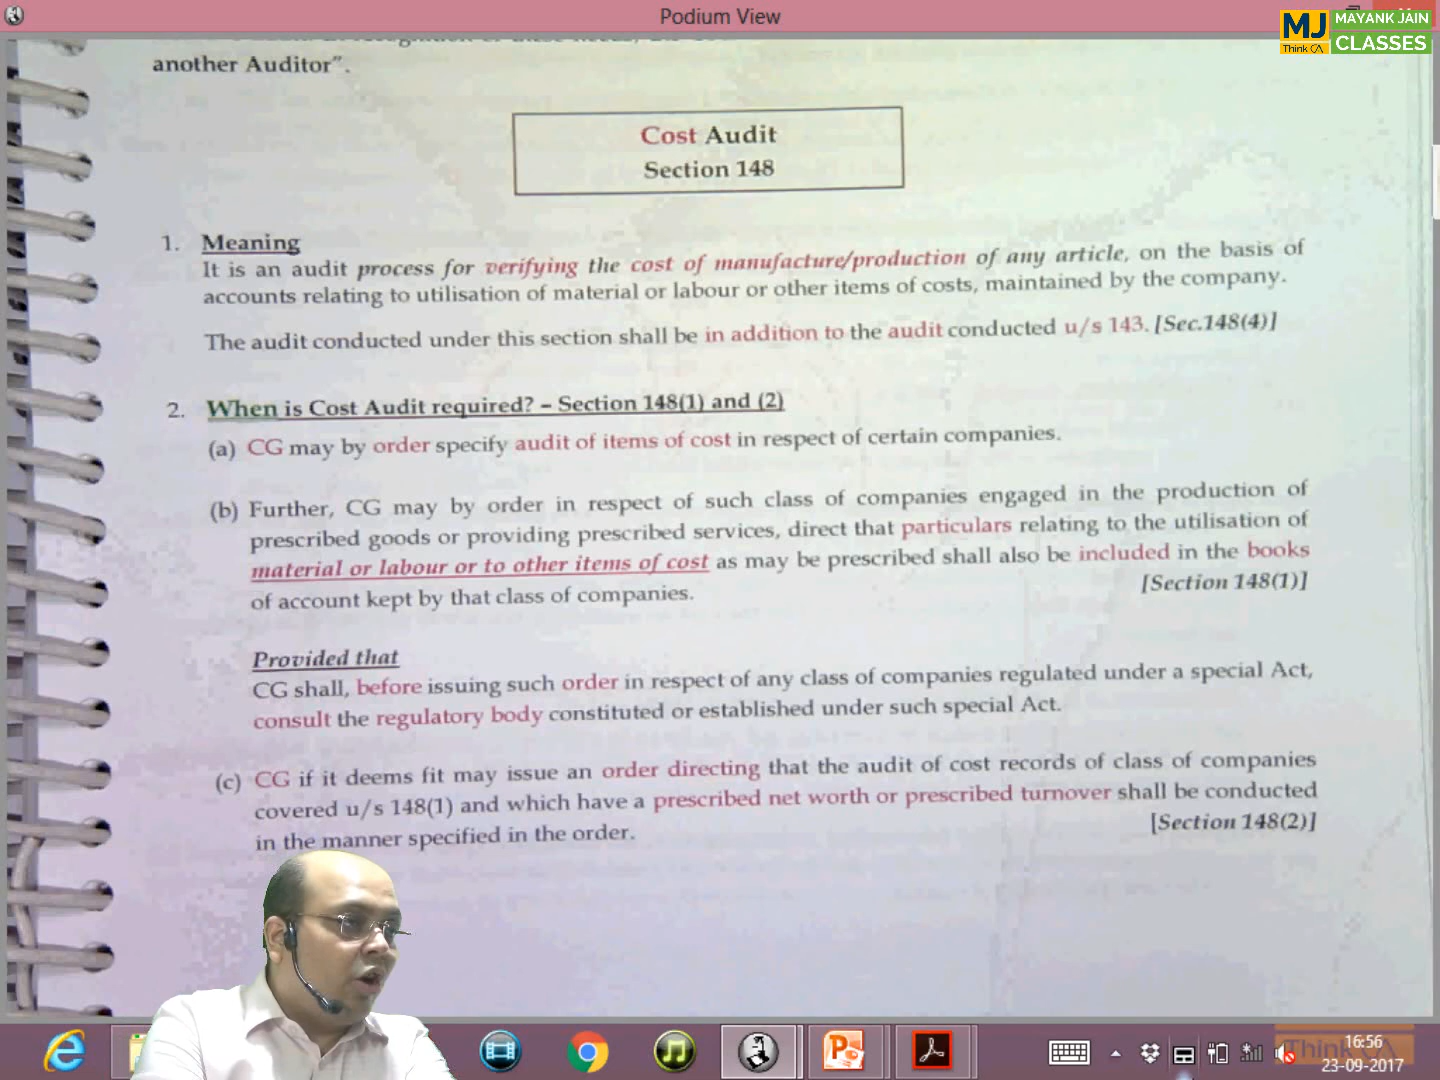 Podium View
MJ
Think CA
MAYANK JAIN
CLASSES
another Auditor".
Cost Audit
Section 148
1. Meaning
It is an audit process for verifying the cost of manufacture/production of any article, on the basis of
accounts relating to utilisation of material or labour or other items of costs, maintained by the company.
The audit conducted under this section shall be in addition to the audit conducted u/s 143. [Sec.148(4)]
2. When is Cost Audit required? – Section 148(1) and (2)
(a) CG may by order specify audit of items of cost in respect of certain companies.
(b) Further, CG may by order in respect of such class of companies engaged in the production of
prescribed goods or providing prescribed services, direct that particulars relating to the utilisation of
material or labour or to other items of cost as may be prescribed shall also be included in the books
of account kept by that class of companies. [Section 148(1)]
Provided that
CG shall, before issuing such order in respect of any class of companies regulated under a special Act,
consult the regulatory body constituted or established under such special Act.
(c) CG if it deems fit may issue an order directing that the audit of cost records of class of companies
covered u/s 148(1) and which have a prescribed net worth or prescribed turnover shall be conducted
in the manner specified in the order. [Section 148(2)]
Think CA
16:56
23-09-2017